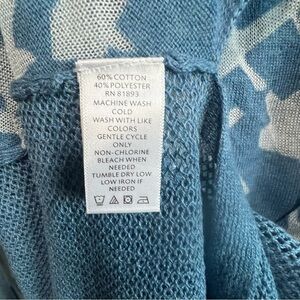 60% COTTON
40% POLYESTER
RN 81893
MACHINE WASH
COLD
WASH WITH LIKE
COLORS
GENTLE CYCLE
ONLY
NON-CHLORINE
BLEACH WHEN
NEEDED
TUMBLE DRY LOW
LOW IRON IF
NEEDED